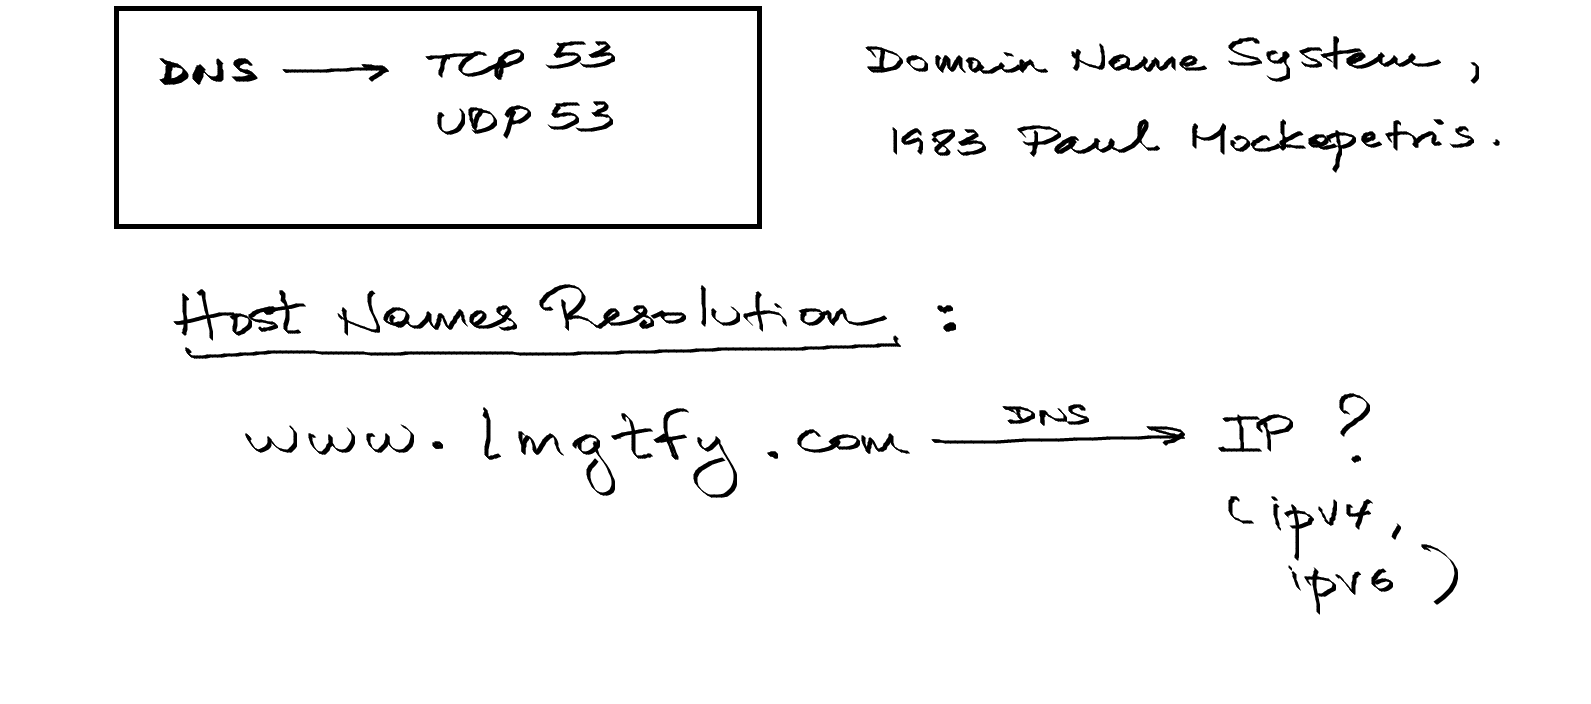 DNS → TCP 53
UDP 53
Domain Name System,
1983 Paul Mockapetris.
Host Names Resolution :
www.lmgtfy.com DNS → IP ?
(ipv4,
ipv6)